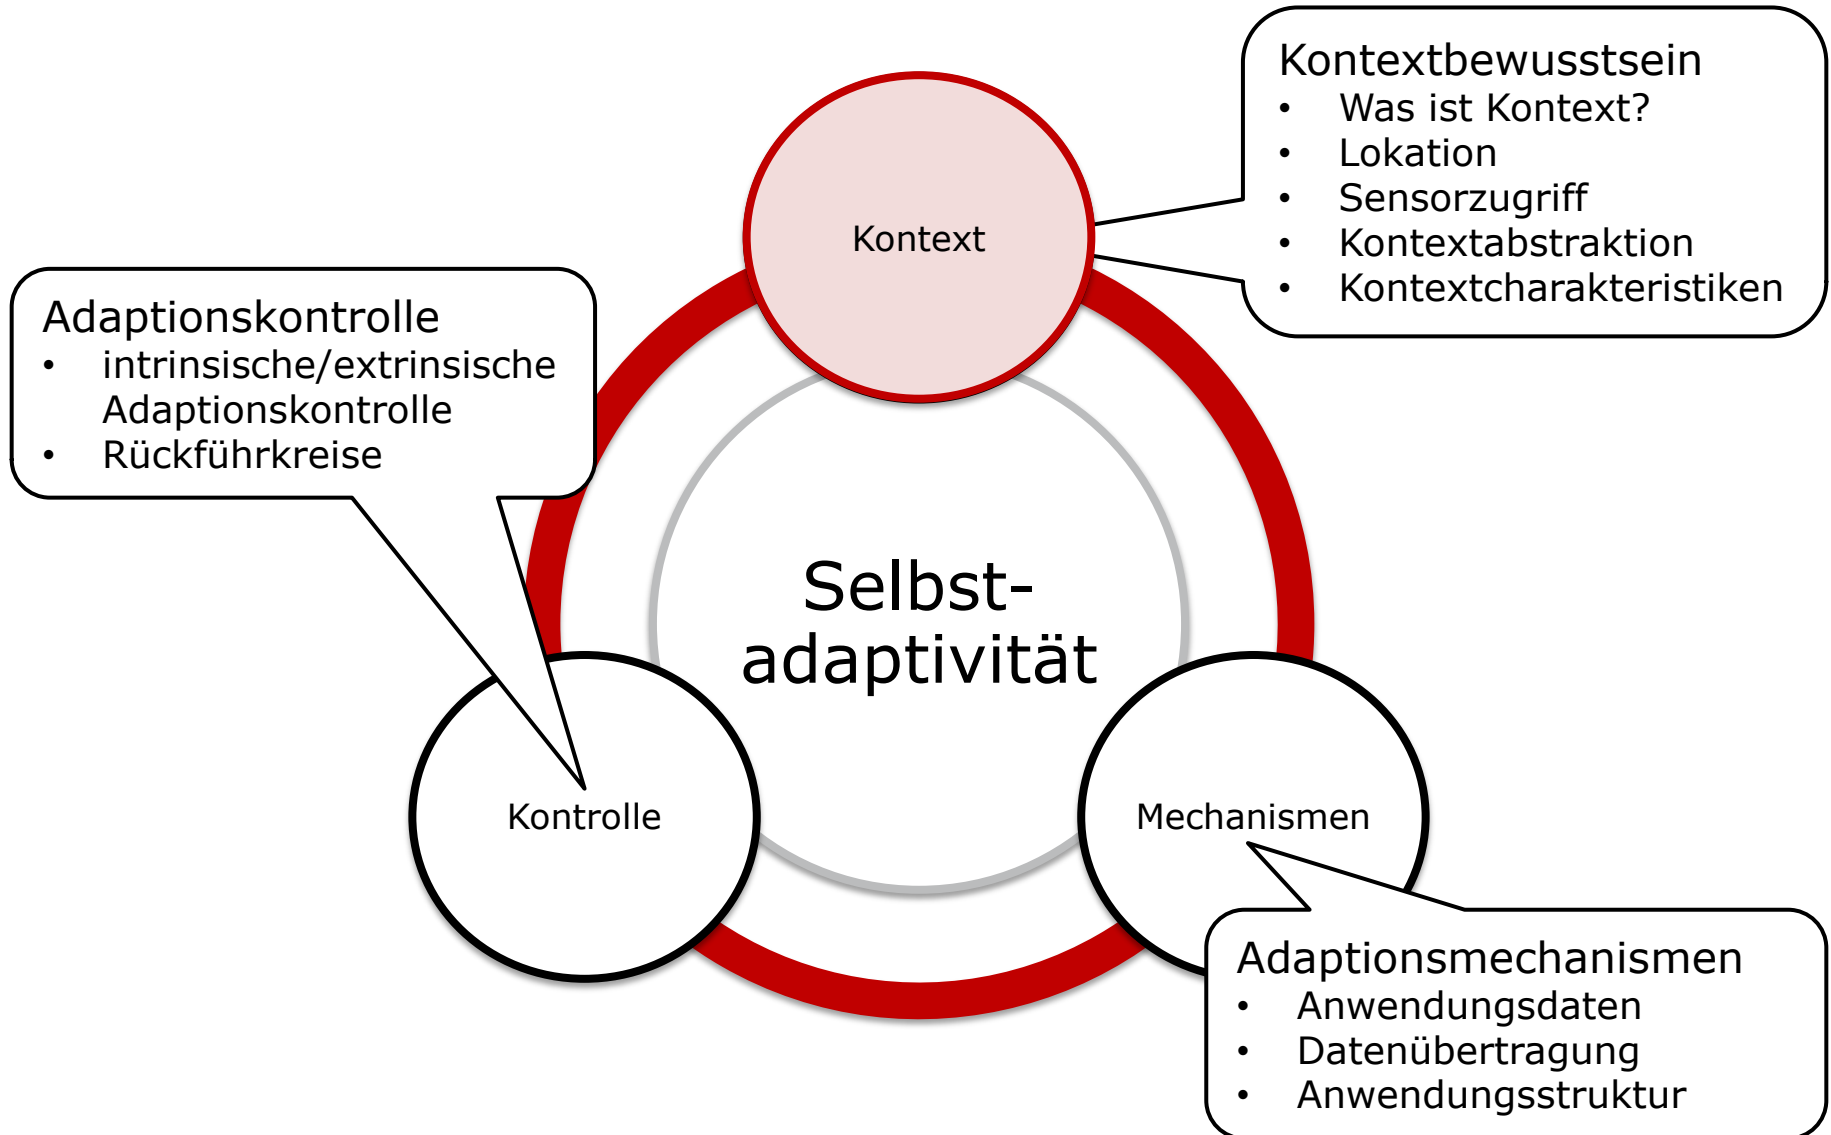 Kontextbewusstsein
• Was ist Kontext?
• Lokation
• Sensorzugriff
• Kontextabstraktion
• Kontextcharakteristiken
Kontext
Adaptionskontrolle
• intrinsische/extrinsische
Adaptionskontrolle
• Rückführkreise
Selbst-
adaptivität
Kontrolle
Mechanismen
Adaptionsmechanismen
• Anwendungsdaten
• Datenübertragung
• Anwendungsstruktur